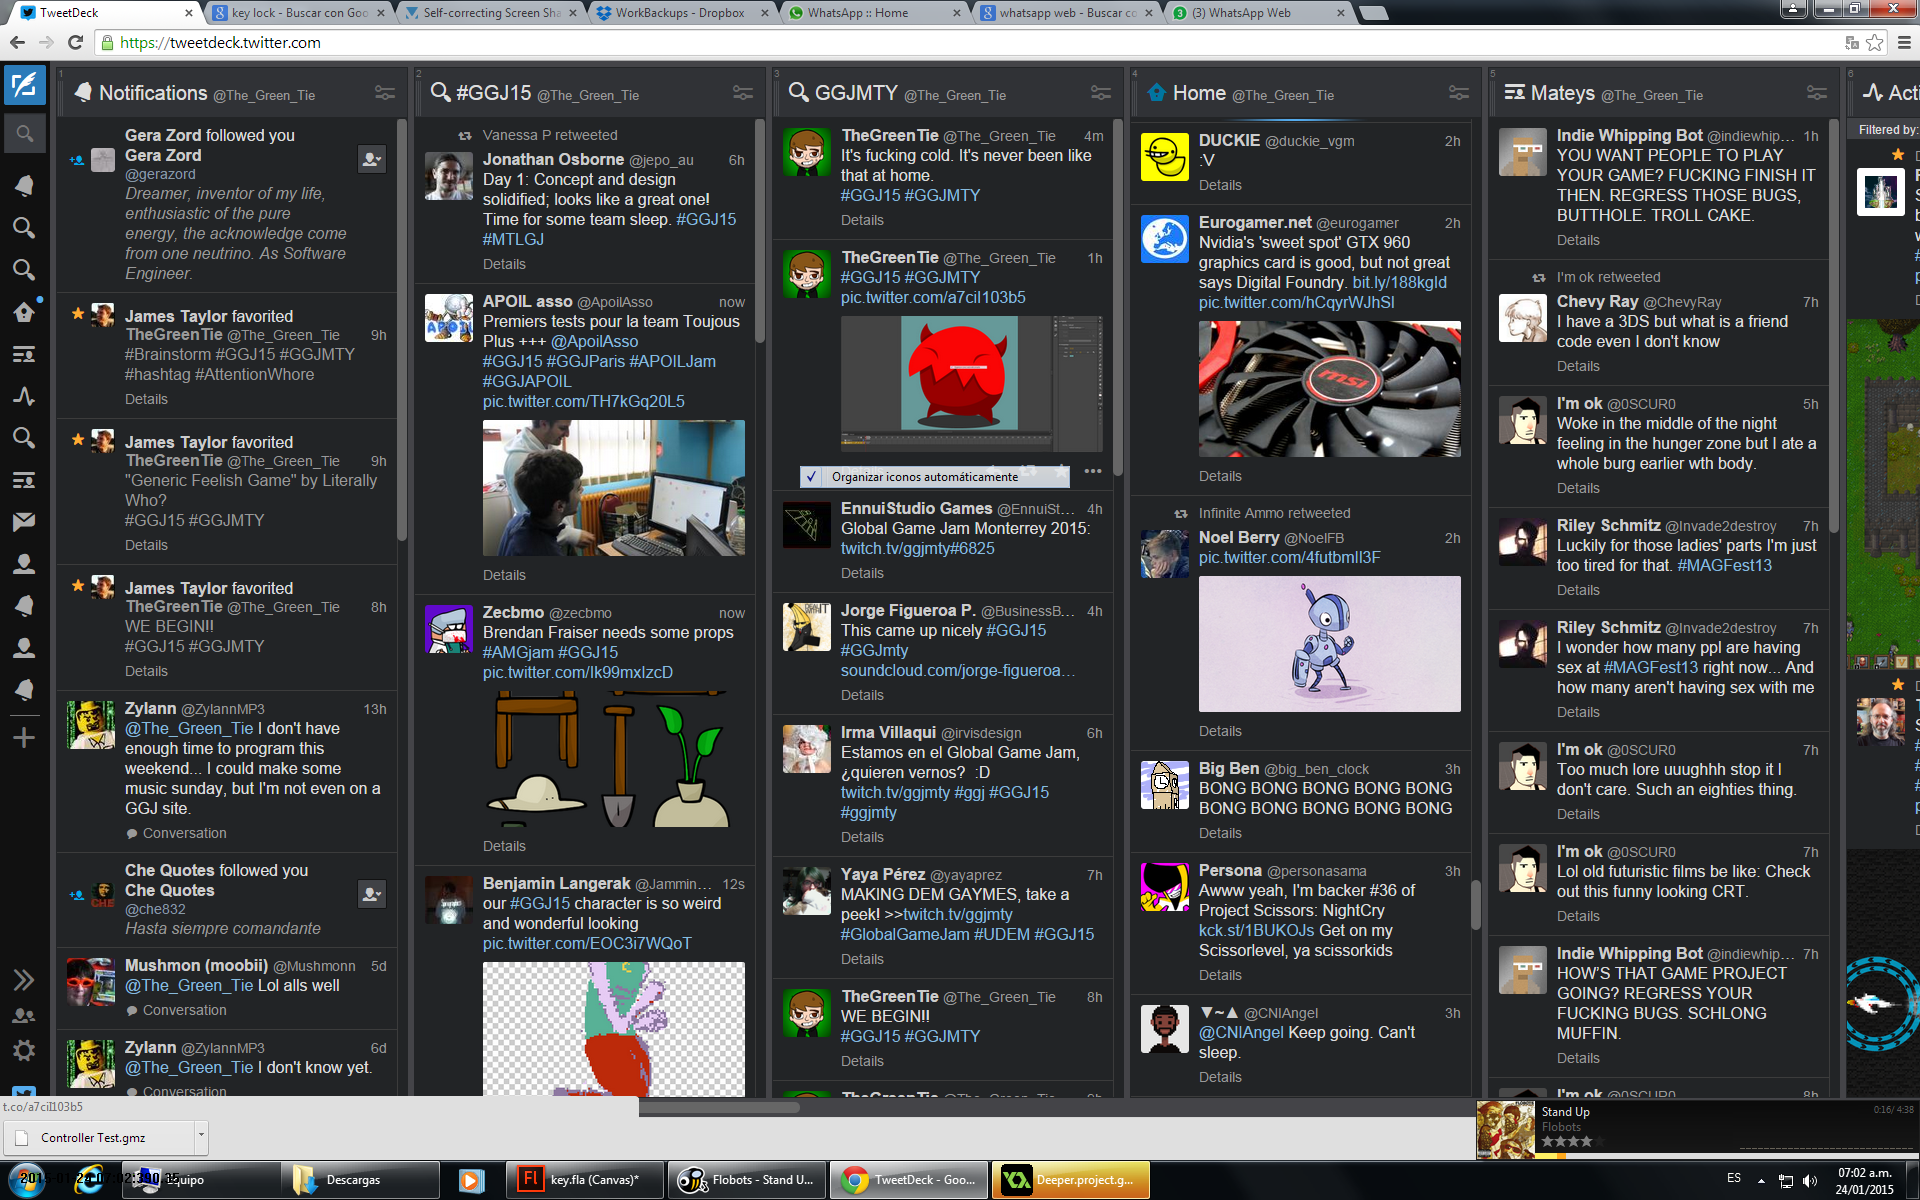 TweetDeck
key lock - Buscar con Goo
Self-correcting Screen Sha
WorkBackups - Dropbox
WhatsApp :: Home
whatsapp web - Buscar co
(3) WhatsApp Web
https://tweetdeck.twitter.com
1
Notifications @The_Green_Tie
Gera Zord followed you
Gera Zord
@gerazord
Dreamer, inventor of my life,
enthusiastic of the pure
energy, the acknowledge come
from one neutrino. As Software
Engineer.
James Taylor favorited
TheGreenTie @The_Green_Tie 9h
#Brainstorm #GGJ15 #GGJMTY
#hashtag #AttentionWhore
Details
James Taylor favorited
TheGreenTie @The_Green_Tie 9h
"Generic Feelish Game" by Literally
Who?
#GGJ15 #GGJMTY
Details
James Taylor favorited
TheGreenTie @The_Green_Tie 8h
WE BEGIN!!
#GGJ15 #GGJMTY
Details
Zylann @ZylannMP3 13h
@The_Green_Tie I don't have
enough time to program this
weekend... I could make some
music sunday, but I'm not even on a
GGJ site.
Conversation
Che Quotes followed you
Che Quotes
@che832
Hasta siempre comandante
Mushmon (moobii) @Mushmonn 5d
@The_Green_Tie Lol alls well
Conversation
Zylann @ZylannMP3 6d
@The_Green_Tie I don't know yet.
Conversation
2
#GGJ15 @The_Green_Tie
Vanessa P retweeted
Jonathan Osborne @jepo_au 6h
Day 1: Concept and design
solidified; looks like a great one!
Time for some team sleep. #GGJ15
#MTLGJ
Details
APOIL asso @ApoilAsso now
Premiers tests pour la team Toujous
Plus +++ @ApoilAsso
#GGJ15 #GGJParis #APOILJam
#GGJAPOIL
pic.twitter.com/TH7kGq20L5
Details
Zecbmo @zecbmo now
Brendan Fraiser needs some props
#AMGjam #GGJ15
pic.twitter.com/Ik99mxIzcD
Details
Benjamin Langerak @Jammin... 12s
our #GGJ15 character is so weird
and wonderful looking
pic.twitter.com/EOC3i7WQoT
3
GGJMTY @The_Green_Tie
TheGreenTie @The_Green_Tie 4m
It's fucking cold. It's never been like
that at home.
#GGJ15 #GGJMTY
Details
TheGreenTie @The_Green_Tie 1h
#GGJ15 #GGJMTY
pic.twitter.com/a7cil103b5
Organizar iconos automáticamente
EnnuiStudio Games @EnnuiSt... 4h
Global Game Jam Monterrey 2015:
twitch.tv/ggjmty#6825
Details
Jorge Figueroa P. @BusinessB... 4h
This came up nicely #GGJ15
#GGJmty
soundcloud.com/jorge-figueroa...
Details
Irma Villaqui @irvisdesign 6h
Estamos en el Global Game Jam,
¿quieren vernos? :D
twitch.tv/ggjmty #ggj #GGJ15
#ggjmty
Details
Yaya Pérez @yayaprez 7h
MAKING DEM GAYMES, take a
peek! >>twitch.tv/ggjmty
#GlobalGameJam #UDEM #GGJ15
Details
TheGreenTie @The_Green_Tie 8h
WE BEGIN!!
#GGJ15 #GGJMTY
Details
TheGreenTie @The_Green_Tie 9h
4
Home @The_Green_Tie
DUCKIE @duckie_vgm 2h
:V
Details
Eurogamer.net @eurogamer 2h
Nvidia's 'sweet spot' GTX 960
graphics card is good, but not great
says Digital Foundry. bit.ly/188kgId
pic.twitter.com/hCqyrWJhSI
msi
Details
Infinite Ammo retweeted
Noel Berry @NoelFB 2h
pic.twitter.com/4futbmII3F
Details
Big Ben @big_ben_clock 3h
BONG BONG BONG BONG BONG
BONG BONG BONG BONG BONG
Details
Persona @personasama 3h
Awww yeah, I'm backer #36 of
Project Scissors: NightCry
kck.st/1BUKOJs Get on my
Scissorlevel, ya scissorkids
Details
▼~▲ @CNIAngel 3h
@CNIAngel Keep going. Can't
sleep.
Details
5
Mateys @The_Green_Tie
Indie Whipping Bot @indiewhip... 1h
YOU WANT PEOPLE TO PLAY
YOUR GAME? FUCKING FINISH IT
THEN. REGRESS THOSE BUGS,
BUTTHOLE. TROLL CAKE.
Details
I'm ok retweeted
Chevy Ray @ChevyRay 7h
I have a 3DS but what is a friend
code even I don't know
Details
I'm ok @0SCUR0 5h
Woke in the middle of the night
feeling in the hunger zone but I ate a
whole burg earlier wth body.
Details
Riley Schmitz @Invade2destroy 7h
Luckily for those ladies' parts I'm just
too tired for that. #MAGFest13
Details
Riley Schmitz @Invade2destroy 7h
I wonder how many ppl are having
sex at #MAGFest13 right now... And
how many aren't having sex with me
Details
I'm ok @0SCUR0 7h
Too much lore uuughhh stop it I
don't care. Such an eighties thing.
Details
I'm ok @0SCUR0 7h
Lol old futuristic films be like: Check
out this funny looking CRT.
Details
Indie Whipping Bot @indiewhip... 7h
HOW'S THAT GAME PROJECT
GOING? REGRESS YOUR
FUCKING BUGS. SCHLONG
MUFFIN.
Details
I'm ok @0SCUR0 8h
6
Acti
Filtered by:
t.co/a7cil103b5
Controller Test.gmz
Stand Up
Flobots
0:16/ 4:38
Equipo
Descargas
key.fla (Canvas)*
Flobots - Stand U...
TweetDeck - Goo...
Deeper.project.g...
ES
07:02 a.m.
24/01/2015